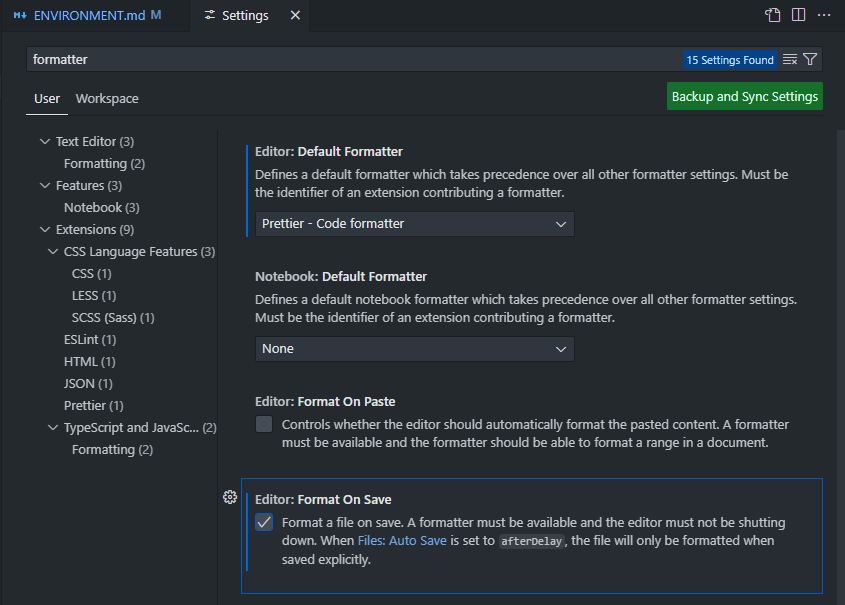 ENVIRONMENT.md M
Settings
formatter
15 Settings Found
User
Workspace
Backup and Sync Settings
Text Editor (3)
Formatting (2)
Features (3)
Notebook (3)
Extensions (9)
CSS Language Features (3)
CSS (1)
LESS (1)
SCSS (Sass) (1)
ESLint (1)
HTML (1)
JSON (1)
Prettier (1)
TypeScript and JavaSc... (2)
Formatting (2)
Editor: Default Formatter
Defines a default formatter which takes precedence over all other formatter settings. Must be
the identifier of an extension contributing a formatter.
Prettier - Code formatter
Notebook: Default Formatter
Defines a default notebook formatter which takes precedence over all other formatter settings.
Must be the identifier of an extension contributing a formatter.
None
Editor: Format On Paste
Controls whether the editor should automatically format the pasted content. A formatter
must be available and the formatter should be able to format a range in a document.
Editor: Format On Save
Format a file on save. A formatter must be available and the editor must not be shutting
down. When Files: Auto Save is set to afterDelay, the file will only be formatted when
saved explicitly.